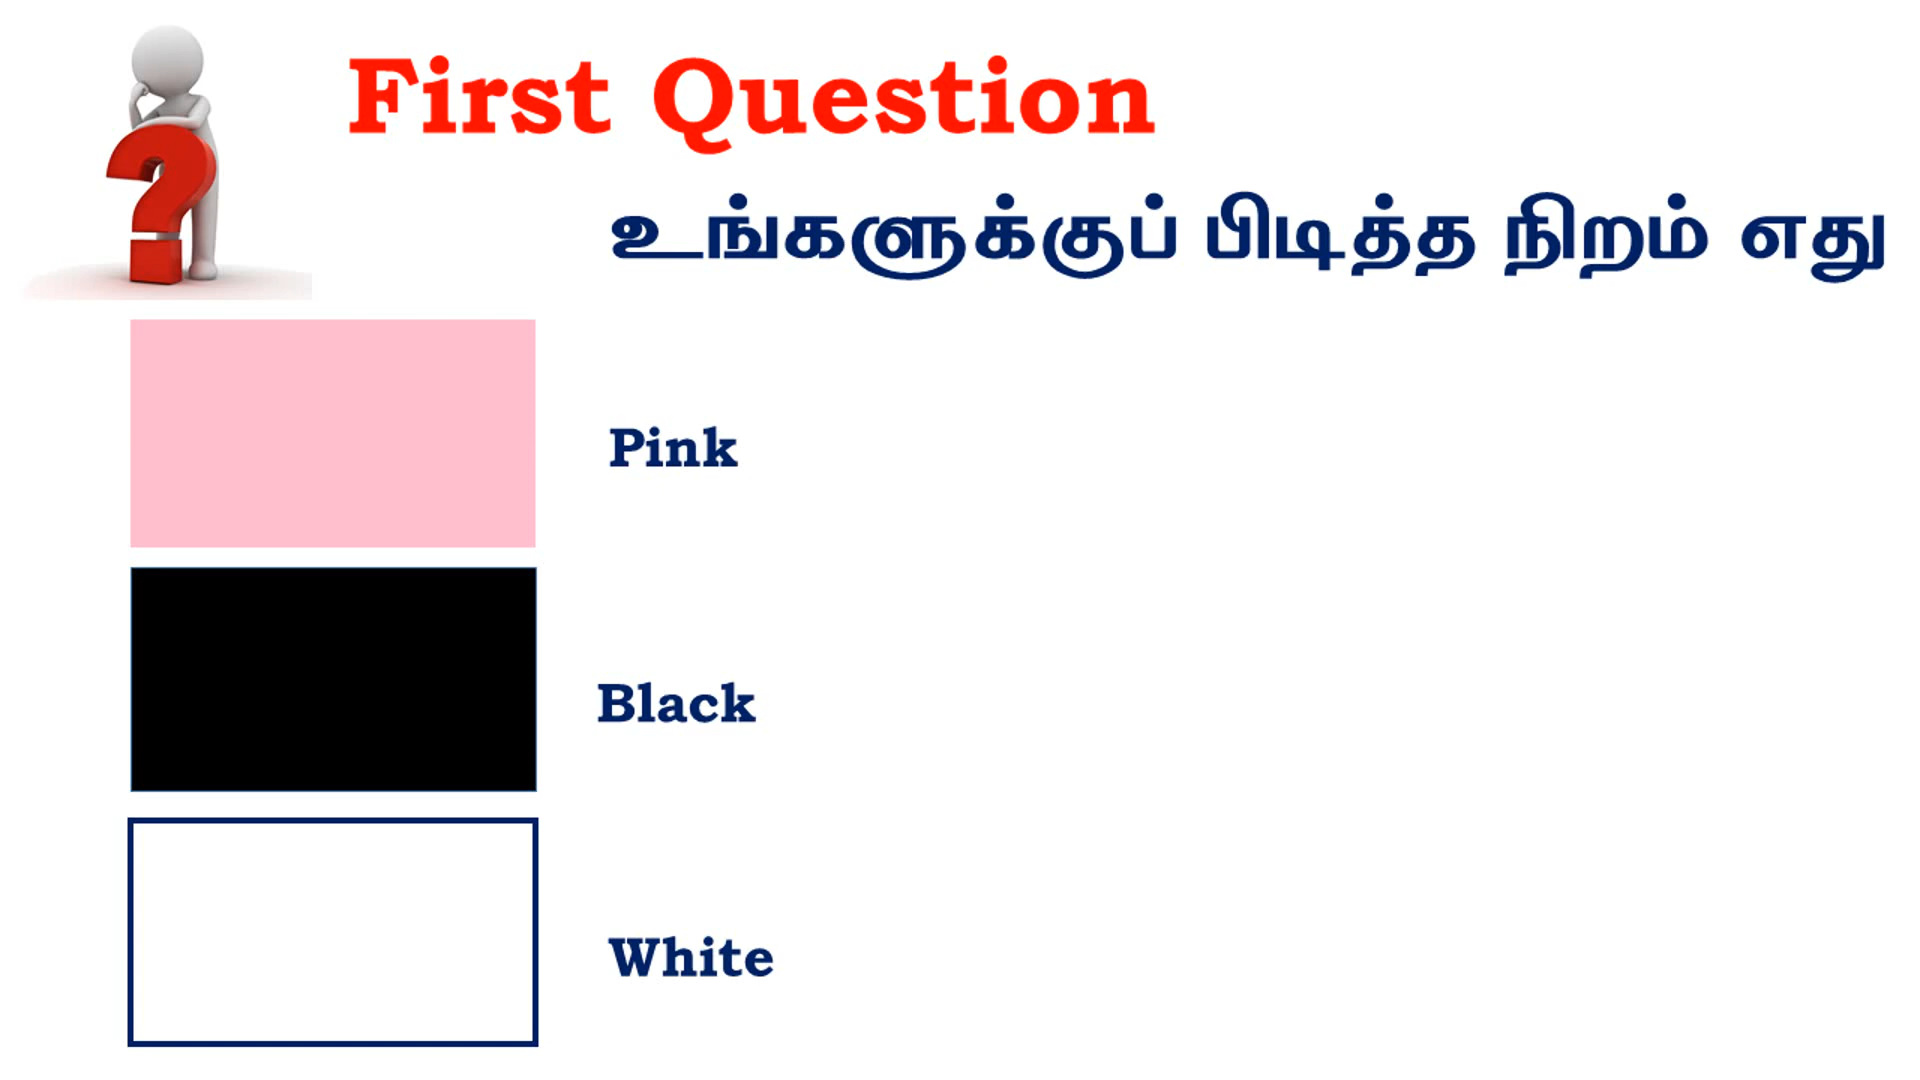 First Question
உங்களுக்குப் பிடித்த நிறம் எது
Pink
Black
White